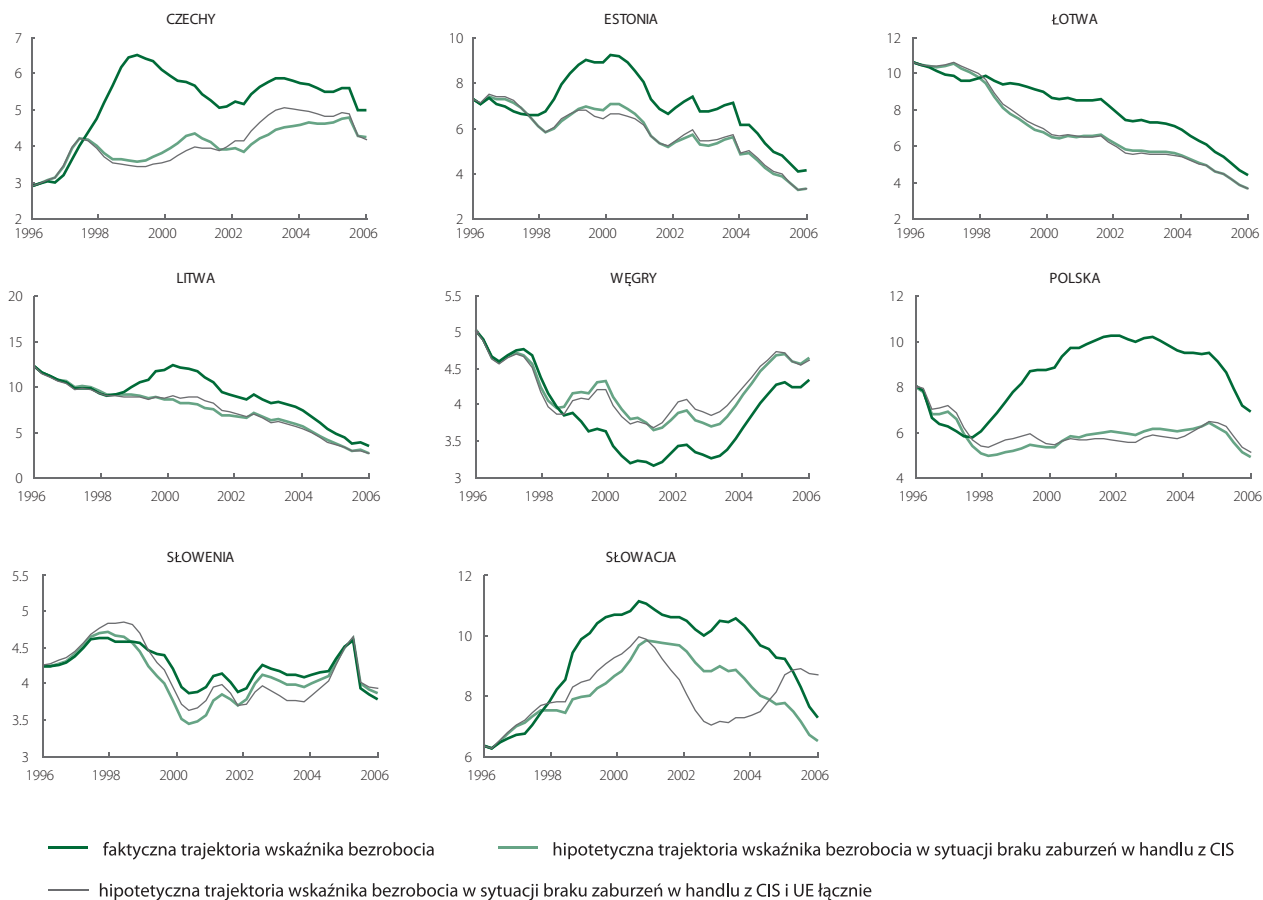 CZECHY
7
6
5
4
3
2
1996 1998 2000 2002 2004 2006
ESTONIA
10
8
6
4
2
1996 1998 2000 2002 2004 2006
ŁOTWA
12
10
8
6
4
2
1996 1998 2000 2002 2004 2006
LITWA
20
15
10
5
0
1996 1998 2000 2002 2004 2006
WĘGRY
5.5
5
4.5
4
3.5
3
1996 1998 2000 2002 2004 2006
POLSKA
12
10
8
6
4
1996 1998 2000 2002 2004 2006
SŁOWENIA
5.5
5
4.5
4
3.5
3
1996 1998 2000 2002 2004 2006
SŁOWACJA
12
10
8
6
1996 1998 2000 2002 2004 2006
faktyczna trajektoria wskaźnika bezrobocia
hipotetyczna trajektoria wskaźnika bezrobocia w sytuacji braku zaburzeń w handlu z CIS
hipotetyczna trajektoria wskaźnika bezrobocia w sytuacji braku zaburzeń w handlu z CIS i UE łącznie